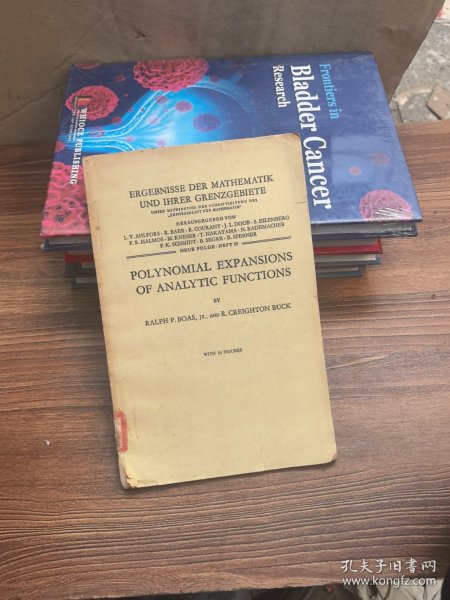 Frontiers in
Bladder Cancer
Research
WHIOCE PUBLISHING
ERGEBNISSE DER MATHEMATIK
UND IHRER GRENZGEBIETE
UNTER MITWIRKUNG DER SCHRIFTLEITUNG DES
„ZENTRALBLATT FÜR MATHEMATIK“
HERAUSGEGEBEN VON
L.V. AHLFORS · R. BAER · R. COURANT · J. L. DOOB · S. EILENBERG
P. R. HALMOS · M. KNESER · T. NAKAYAMA · H. RADEMACHER
F. K. SCHMIDT · B. SEGRE · E. SPERNER
NEUE FOLGE · HEFT 19
POLYNOMIAL EXPANSIONS
OF ANALYTIC FUNCTIONS
BY
RALPH P. BOAS, JR., AND R. CREIGHTON BUCK
WITH 16 FIGURES
孔夫子旧书网
www.kongfz.com